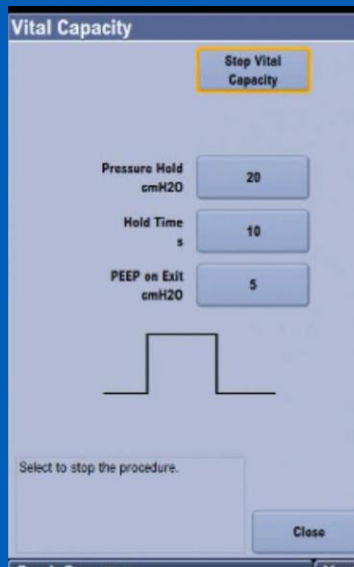 Vital Capacity
Stop Vital
Capacity
Pressure Hold
cmH2O
20
Hold Time
s
10
PEEP on Exit
cmH2O
5
Select to stop the procedure.
Close